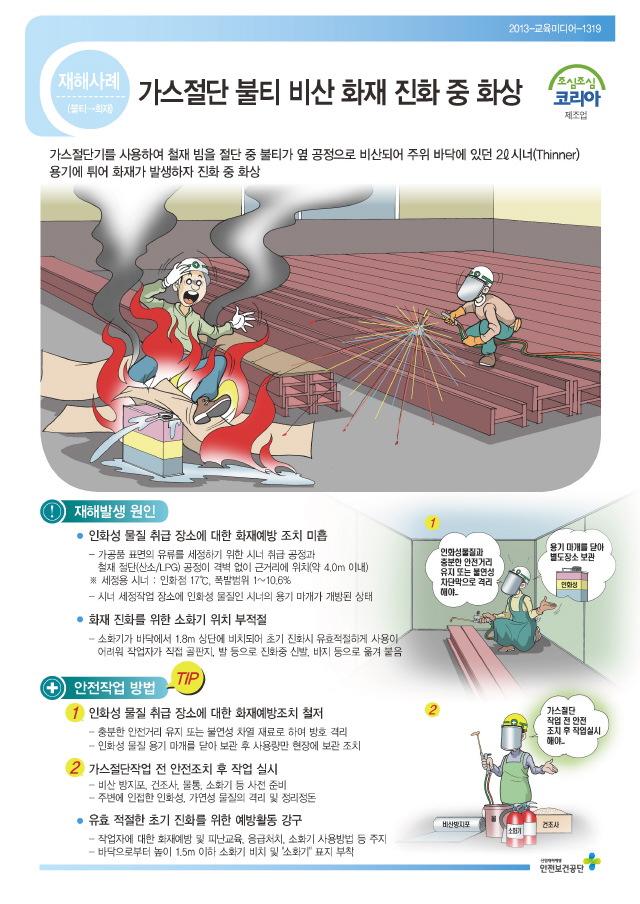 2013-교육미디어-1319
재해사례
(불티→화재)
가스절단 불티 비산 화재 진화 중 화상
조심조심
코리아
제조업
가스절단기를 사용하여 철재 빔을 절단 중 불티가 옆 공정으로 비산되어 주위 바닥에 있던 2ℓ 시너(Thinner)
용기에 튀어 화재가 발생하자 진화 중 화상
재해발생 원인
● 인화성 물질 취급 장소에 대한 화재예방 조치 미흡
– 가공품 표면의 유류를 세정하기 위한 시너 취급 공정과
철재 절단(산소/LPG) 공정이 격벽 없이 근거리에 위치(약 4.0m 이내)
※ 세정용 시너 : 인화점 17℃, 폭발범위 1~10.6%
– 시너 세정작업 장소에 인화성 물질인 시너의 용기 마개가 개방된 상태
● 화재 진화를 위한 소화기 위치 부적절
– 소화기가 바닥에서 1.8m 상단에 비치되어 초기 진화시 유효적절하게 사용이
어려워 작업자가 직접 골판지, 발 등으로 진화중 신발, 바지 등으로 옮겨 붙음
1
인화성물질과
충분한 안전거리
유지 또는 불연성
차단막으로 격리
해야..
용기 마개를 닫아
별도장소 보관
인화성
안전작업 방법
TIP
1 인화성 물질 취급 장소에 대한 화재예방조치 철저
– 충분한 안전거리 유지 또는 불연성 차열 재료로 하여 방호 격리
– 인화성 물질 용기 마개를 닫아 보관 후 사용량만 현장에 보관 조치
2 가스절단작업 전 안전조치 후 작업 실시
– 비산 방지포, 건조사, 물통, 소화기 등 사전 준비
– 주변에 인접한 인화성, 가연성 물질의 격리 및 정리정돈
● 유효 적절한 초기 진화를 위한 예방활동 강구
– 작업자에 대한 화재예방 및 피난교육, 응급처치, 소화기 사용방법 등 주지
– 바닥으로부터 높이 1.5m 이하 소화기 비치 및 '소화기' 표지 부착
2
가스절단
작업 전 안전
조치 후 작업실시
해야..
비산방지포
물
소화기
건조사
산업재해예방
안전보건공단